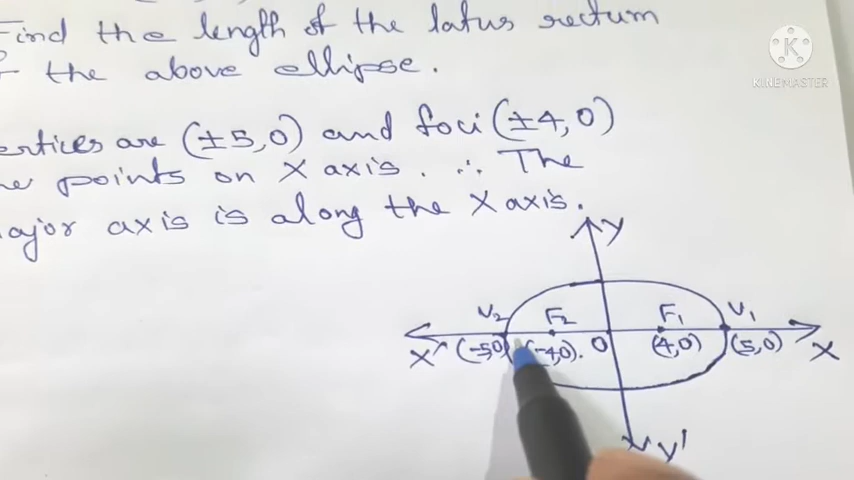 Find the length of the latus rectum
the above ellipse.
KINEMASTER
vertices are (±5,0) and foci (±4,0)
points on X axis. ∴ The
major axis is along the X axis.
Y
V₂ F₂ F₁ V₁
X' (-5,0) (-4,0). O (4,0) (5,0) X
Y'